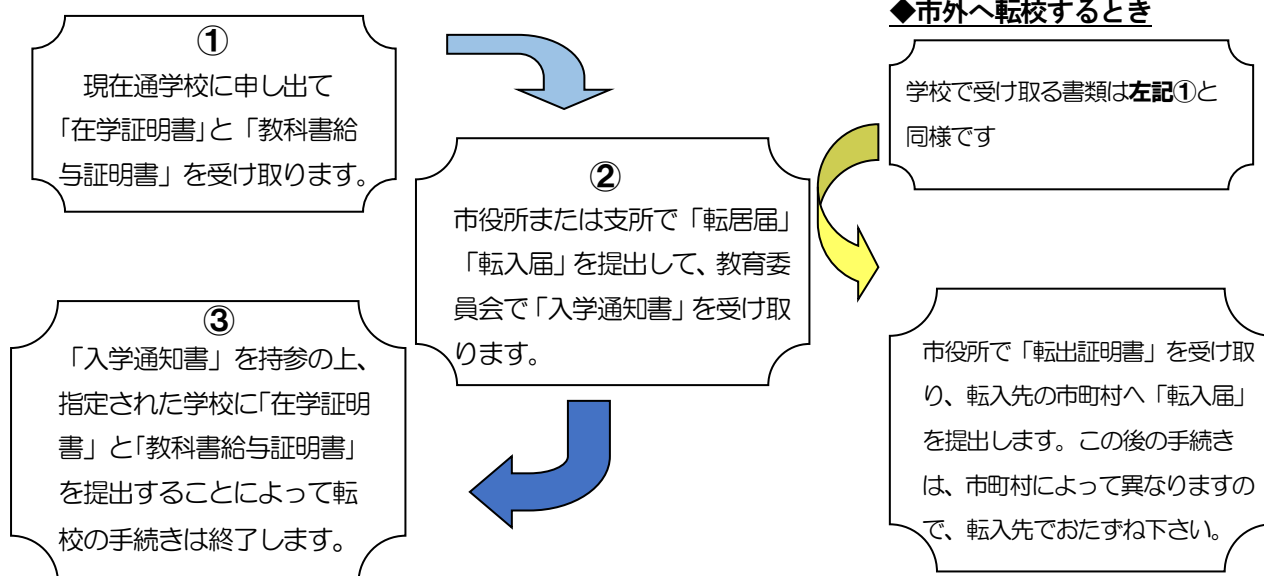 ①
現在通学校に申し出て
「在学証明書」と「教科書給
与証明書」を受け取ります。
②
市役所または支所で「転居届」
「転入届」を提出して、教育委
員会で「入学通知書」を受け取
ります。
③
「入学通知書」を持参の上、
指定された学校に「在学証明
書」と「教科書給与証明書」
を提出することによって転
校の手続きは終了します。
◆市外へ転校するとき
学校で受け取る書類は左記①と
同様です
市役所で「転出証明書」を受け取
り、転入先の市町村へ「転入届」
を提出します。この後の手続き
は、市町村によって異なりますの
で、転入先でおたずね下さい。